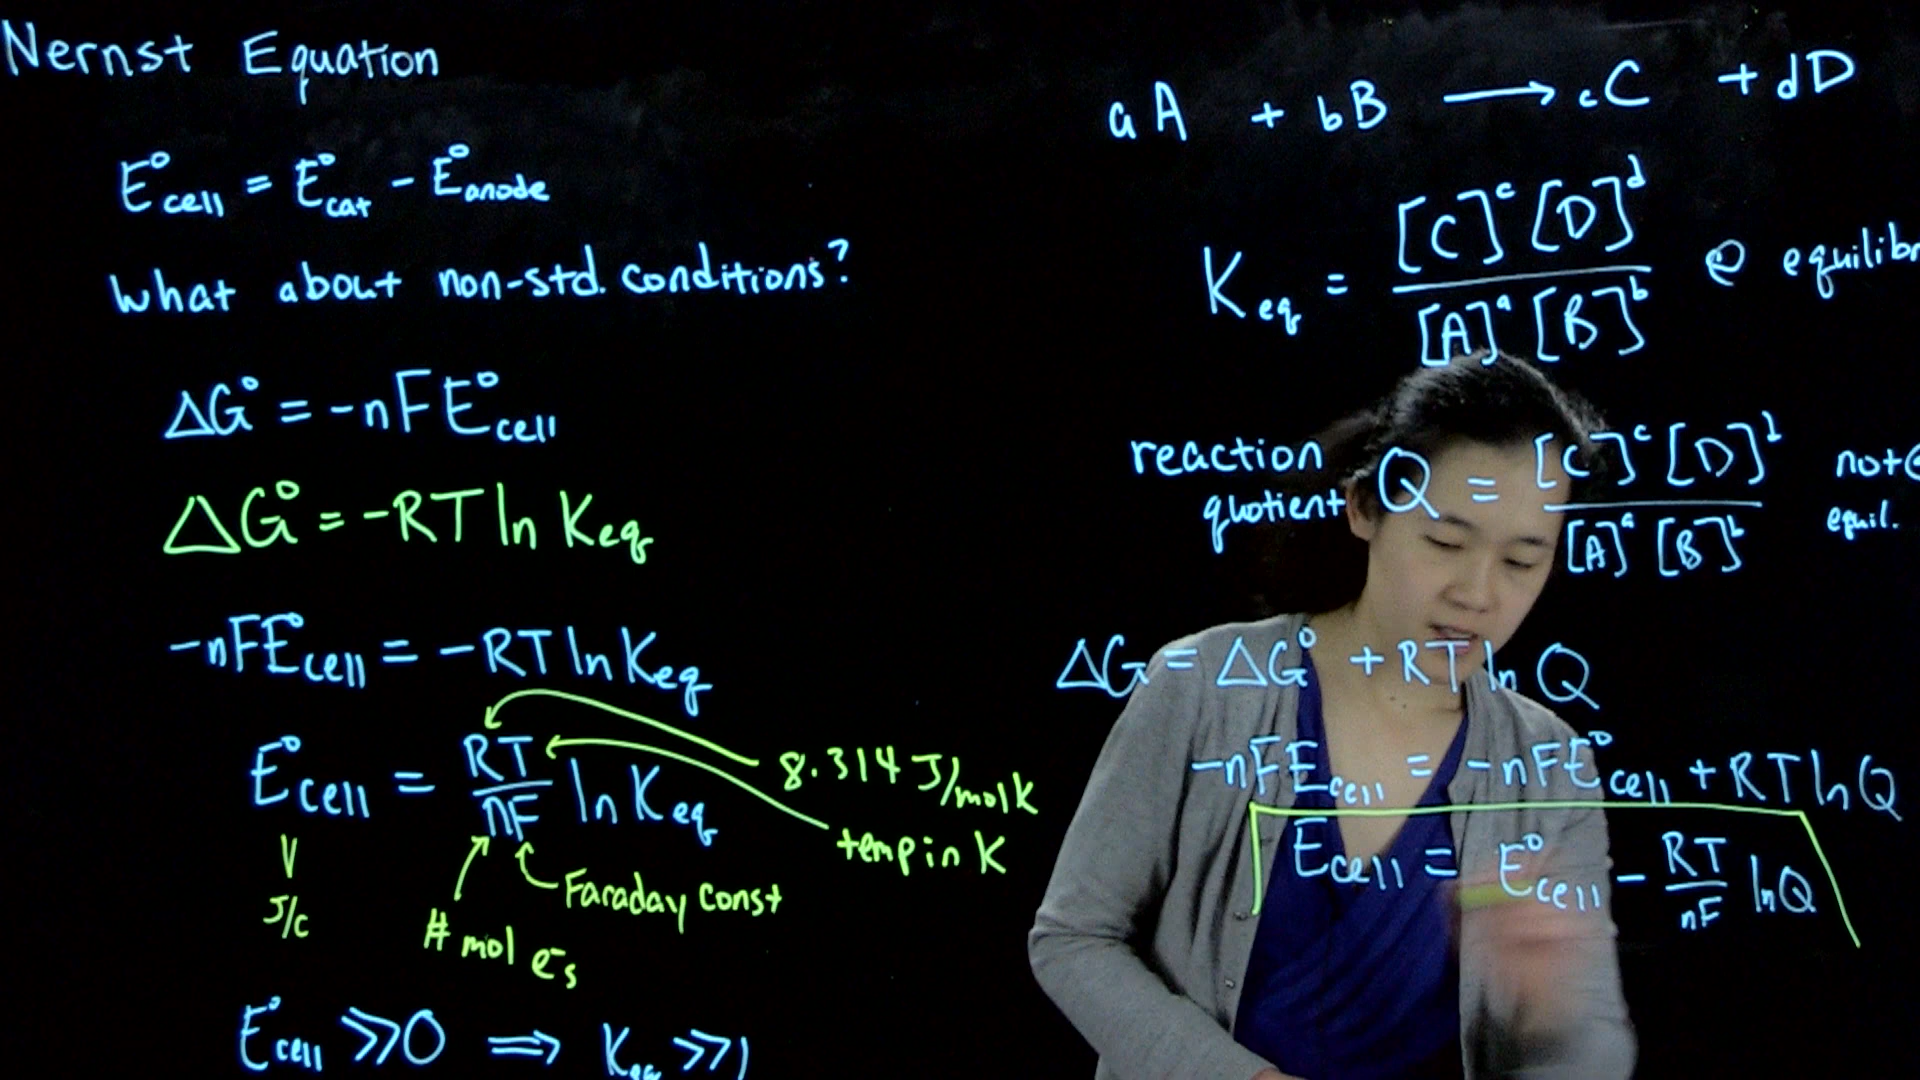 Nernst Equation
E°cell = E°cat - E°anode
What about non-std. conditions?
ΔG° = -nFE°cell
ΔG° = -RT ln Keq
-nFE°cell = -RT ln Keq
E°cell = RT/nF ln Keq
8.314 J/molK
temp in K
Faraday Const
# mol e⁻s
V
J/C
E°cell >>0 ⇒ Keq >>1
aA + bB → cC + dD
Keq = [C]^c [D]^d / [A]^a [B]^b @ equilibr
reaction quotient Q = [C]^c [D]^d / [A]^a [B]^b not@ equil.
ΔG = ΔG° + RT ln Q
-nFEcell = -nFE°cell + RT ln Q
Ecell = E°cell - RT/nF lnQ